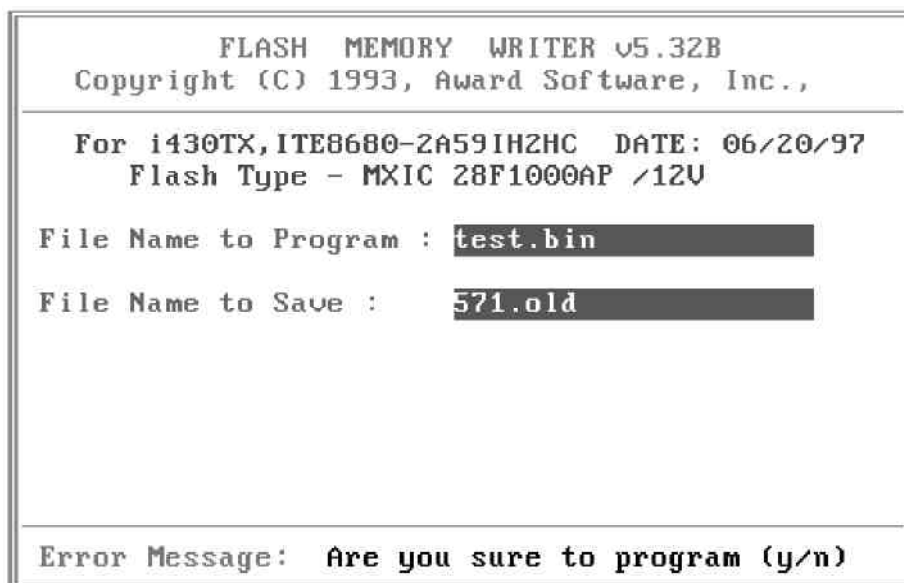 FLASH MEMORY WRITER v5.32B
Copyright (C) 1993, Award Software, Inc.,
For i430TX,ITE8680-2A59IH2HC DATE: 06/20/97
Flash Type - MXIC 28F1000AP /12V
File Name to Program : test.bin
File Name to Save : 571.old
Error Message: Are you sure to program (y/n)